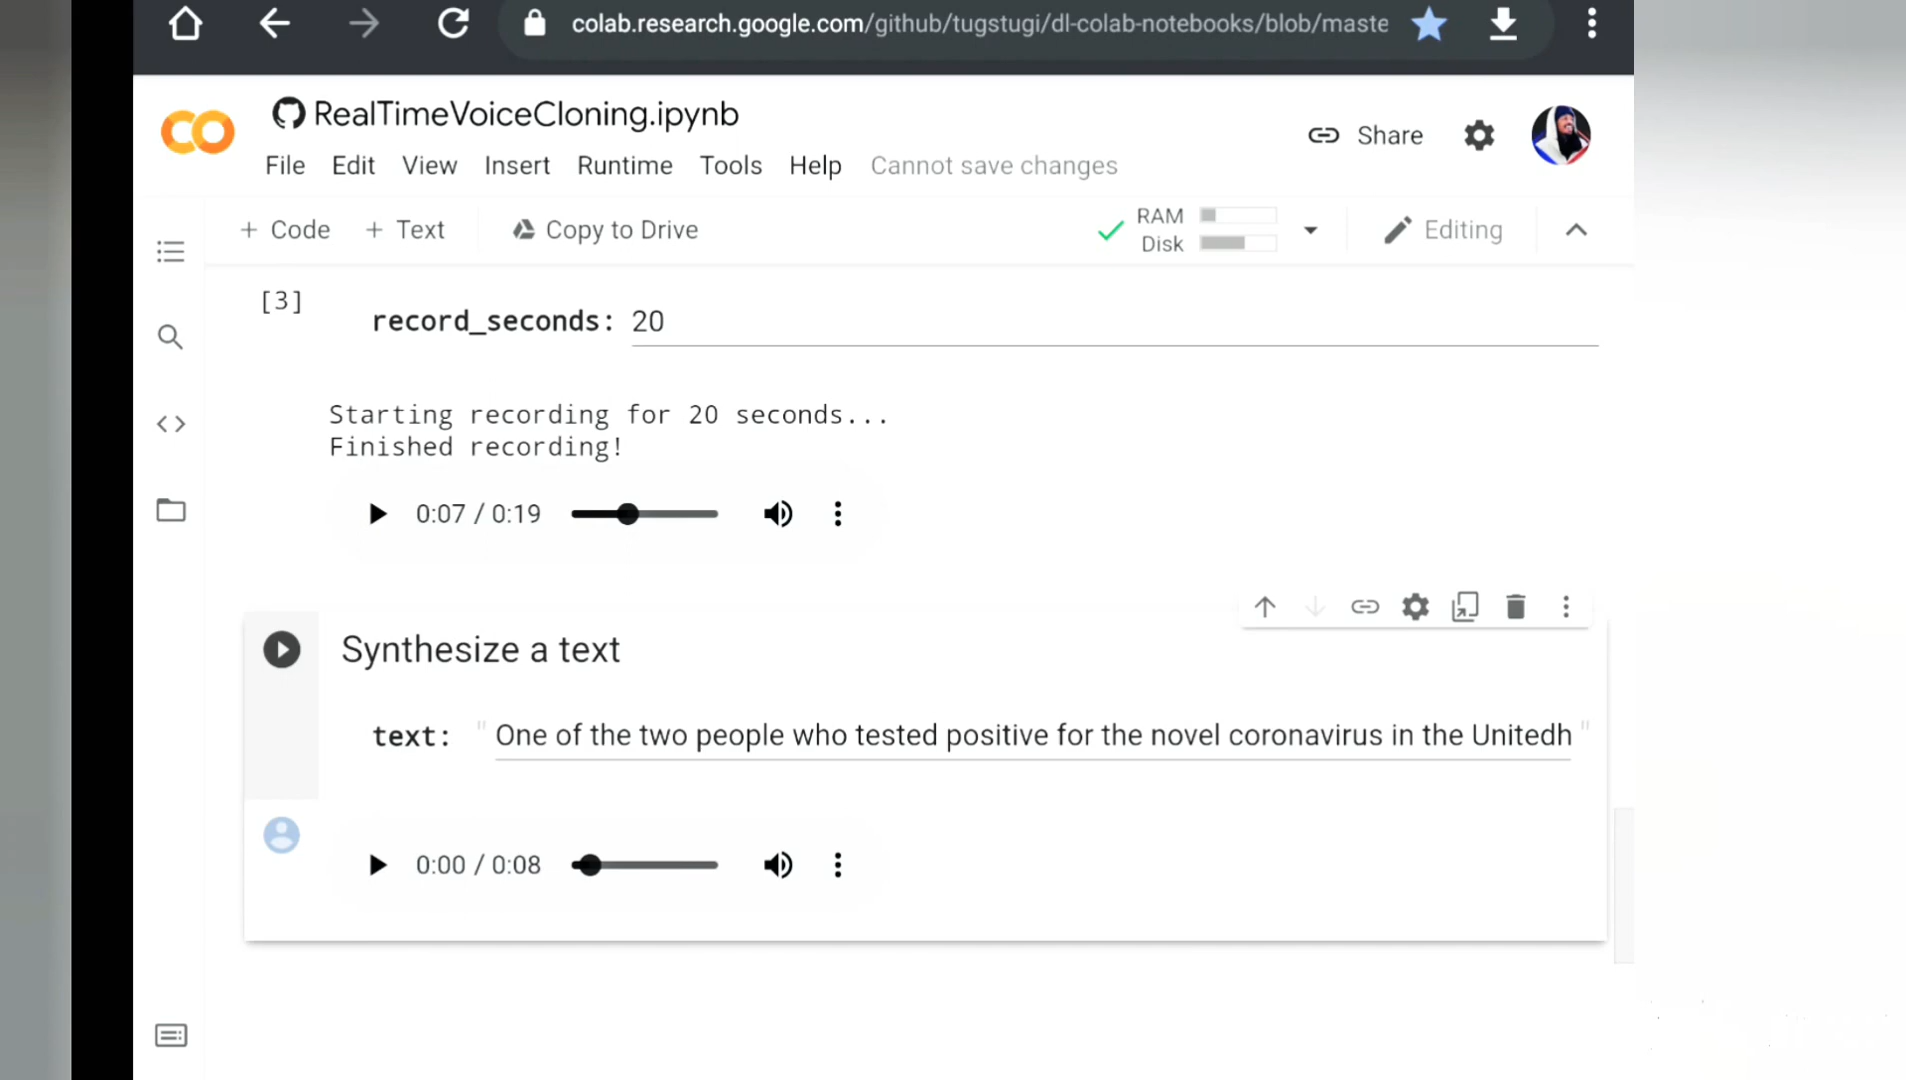 colab.research.google.com/github/tugstugi/dl-colab-notebooks/blob/maste
RealTimeVoiceCloning.ipynb
File Edit View Insert Runtime Tools Help Cannot save changes
Share
+ Code + Text Copy to Drive
RAM
Disk
Editing
[3]
record_seconds: 20
Starting recording for 20 seconds...
Finished recording!
0:07 / 0:19
Synthesize a text
text: " One of the two people who tested positive for the novel coronavirus in the Unitedh "
0:00 / 0:08